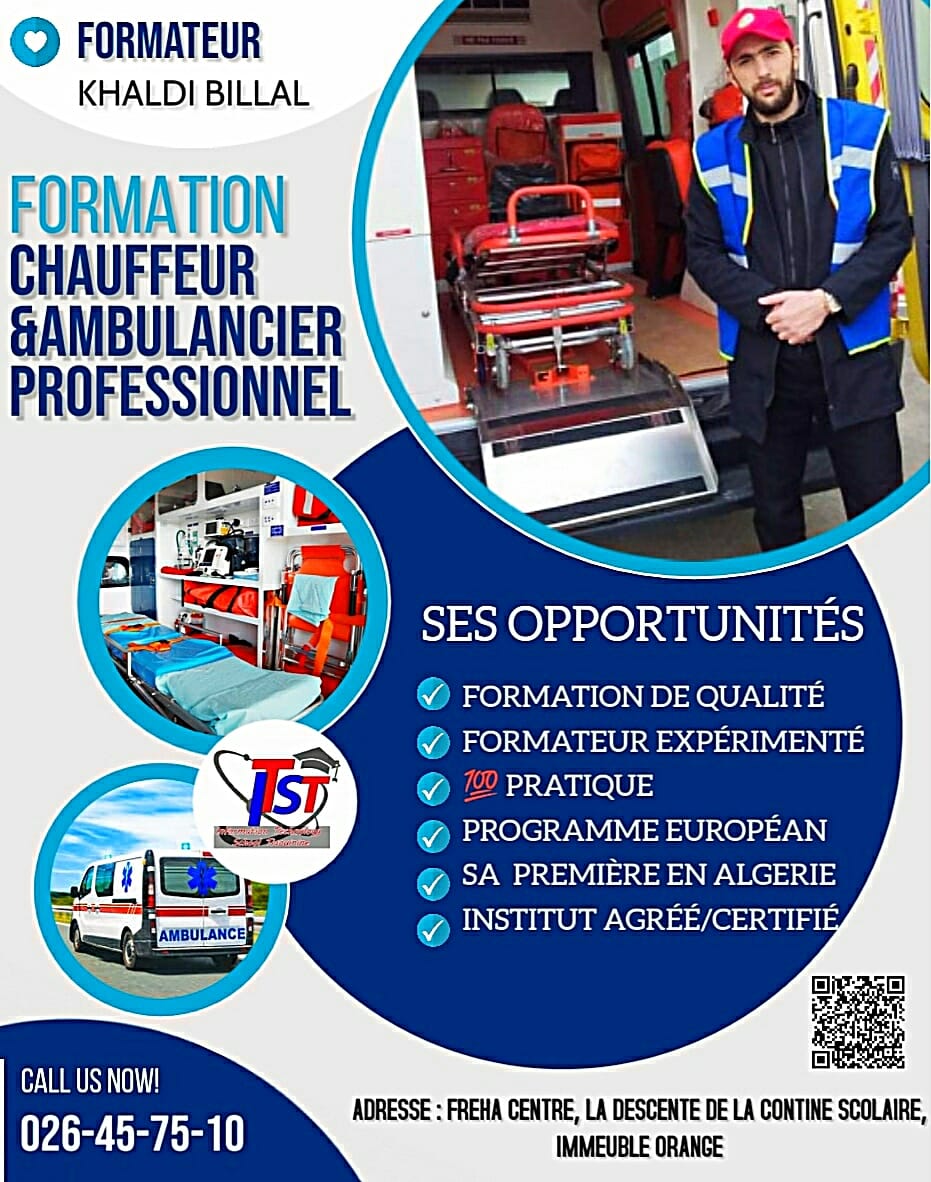 FORMATEUR
KHALDI BILLAL
FORMATION
CHAUFFEUR
&AMBULANCIER
PROFESSIONNEL
SES OPPORTUNITÉS
FORMATION DE QUALITÉ
FORMATEUR EXPÉRIMENTÉ
💯 PRATIQUE
PROGRAMME EUROPÉAN
SA PREMIÈRE EN ALGERIE
INSTITUT AGRÉÉ/CERTIFIÉ
ITST
AMBULANCE
CALL US NOW!
026-45-75-10
ADRESSE : FREHA CENTRE, LA DESCENTE DE LA CONTINE SCOLAIRE,
IMMEUBLE ORANGE